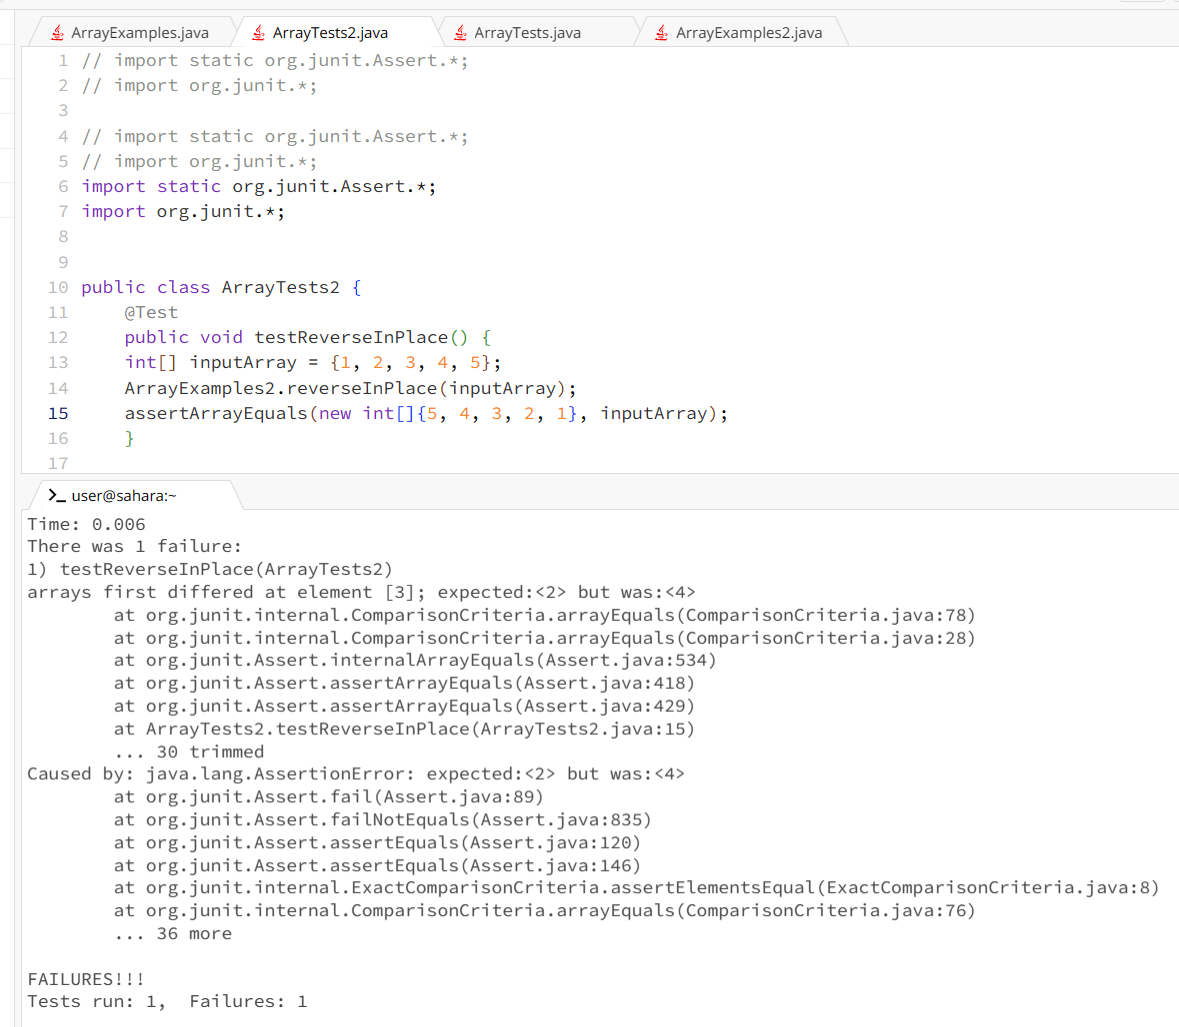 ArrayExamples.java ArrayTests2.java ArrayTests.java ArrayExamples2.java
1 // import static org.junit.Assert.*;
2 // import org.junit.*;
3
4 // import static org.junit.Assert.*;
5 // import org.junit.*;
6 import static org.junit.Assert.*;
7 import org.junit.*;
8
9
10 public class ArrayTests2 {
11 @Test
12 public void testReverseInPlace() {
13 int[] inputArray = {1, 2, 3, 4, 5};
14 ArrayExamples2.reverseInPlace(inputArray);
15 assertArrayEquals(new int[]{5, 4, 3, 2, 1}, inputArray);
16 }
17
>_ user@sahara:~
Time: 0.006
There was 1 failure:
1) testReverseInPlace(ArrayTests2)
arrays first differed at element [3]; expected:<2> but was:<4>
at org.junit.internal.ComparisonCriteria.arrayEquals(ComparisonCriteria.java:78)
at org.junit.internal.ComparisonCriteria.arrayEquals(ComparisonCriteria.java:28)
at org.junit.Assert.internalArrayEquals(Assert.java:534)
at org.junit.Assert.assertArrayEquals(Assert.java:418)
at org.junit.Assert.assertArrayEquals(Assert.java:429)
at ArrayTests2.testReverseInPlace(ArrayTests2.java:15)
... 30 trimmed
Caused by: java.lang.AssertionError: expected:<2> but was:<4>
at org.junit.Assert.fail(Assert.java:89)
at org.junit.Assert.failNotEquals(Assert.java:835)
at org.junit.Assert.assertEquals(Assert.java:120)
at org.junit.Assert.assertEquals(Assert.java:146)
at org.junit.internal.ExactComparisonCriteria.assertElementsEqual(ExactComparisonCriteria.java:8)
at org.junit.internal.ComparisonCriteria.arrayEquals(ComparisonCriteria.java:76)
... 36 more
FAILURES!!!
Tests run: 1,  Failures: 1